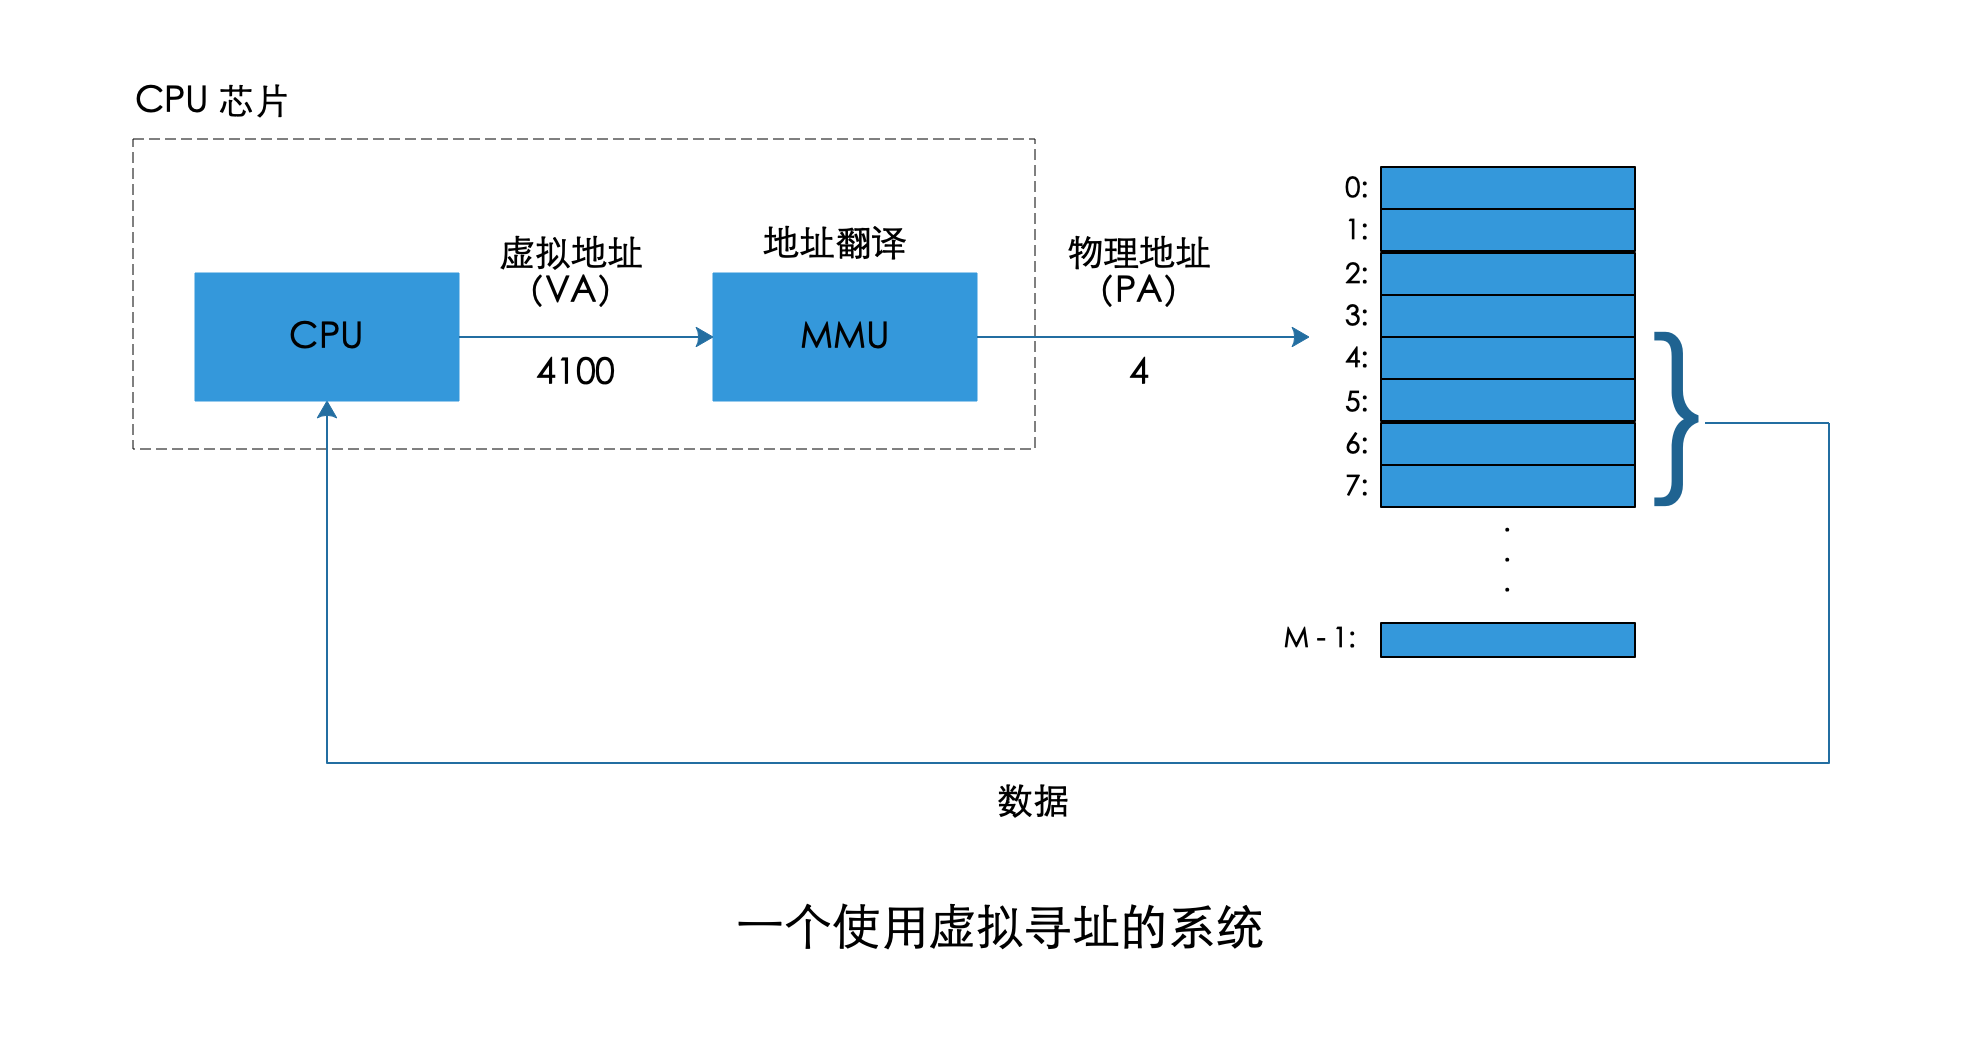 CPU 芯片
虚拟地址
(VA)
地址翻译
物理地址
(PA)
CPU
MMU
4100
4
0:
1:
2:
3:
4:
5:
6:
7:
M - 1:
数据
一个使用虚拟寻址的系统